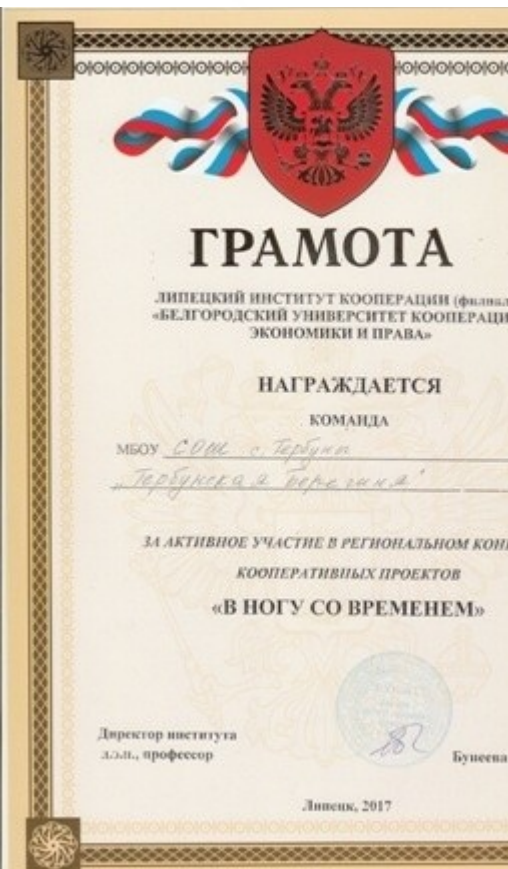 ГРАМОТА
ЛИПЕЦКИЙ ИНСТИТУТ КООПЕРАЦИИ (филиал
«БЕЛГОРОДСКИЙ УНИВЕРСИТЕТ КООПЕРАЦИ
ЭКОНОМИКИ И ПРАВА»
НАГРАЖДАЕТСЯ
КОМАНДА
МБОУ СОШ с. Тербуны
„Тербунская берегиня"
ЗА АКТИВНОЕ УЧАСТИЕ В РЕГИОНАЛЬНОМ КОН
КООПЕРАТИВНЫХ ПРОЕКТОВ
«В НОГУ СО ВРЕМЕНЕМ»
Директор института
д.э.н., профессор
Бунеева
Липецк, 2017